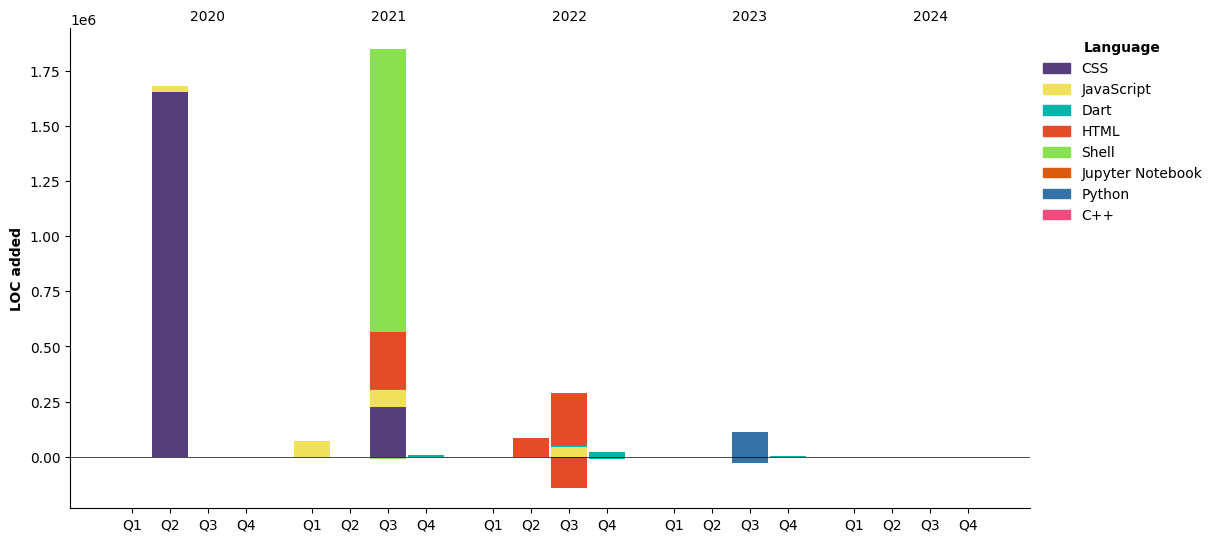 1e6
2020 2021 2022 2023 2024
1.75
1.50
1.25
1.00
0.75
0.50
0.25
0.00
LOC added
Q1 Q2 Q3 Q4 Q1 Q2 Q3 Q4 Q1 Q2 Q3 Q4 Q1 Q2 Q3 Q4 Q1 Q2 Q3 Q4
Language
CSS
JavaScript
Dart
HTML
Shell
Jupyter Notebook
Python
C++